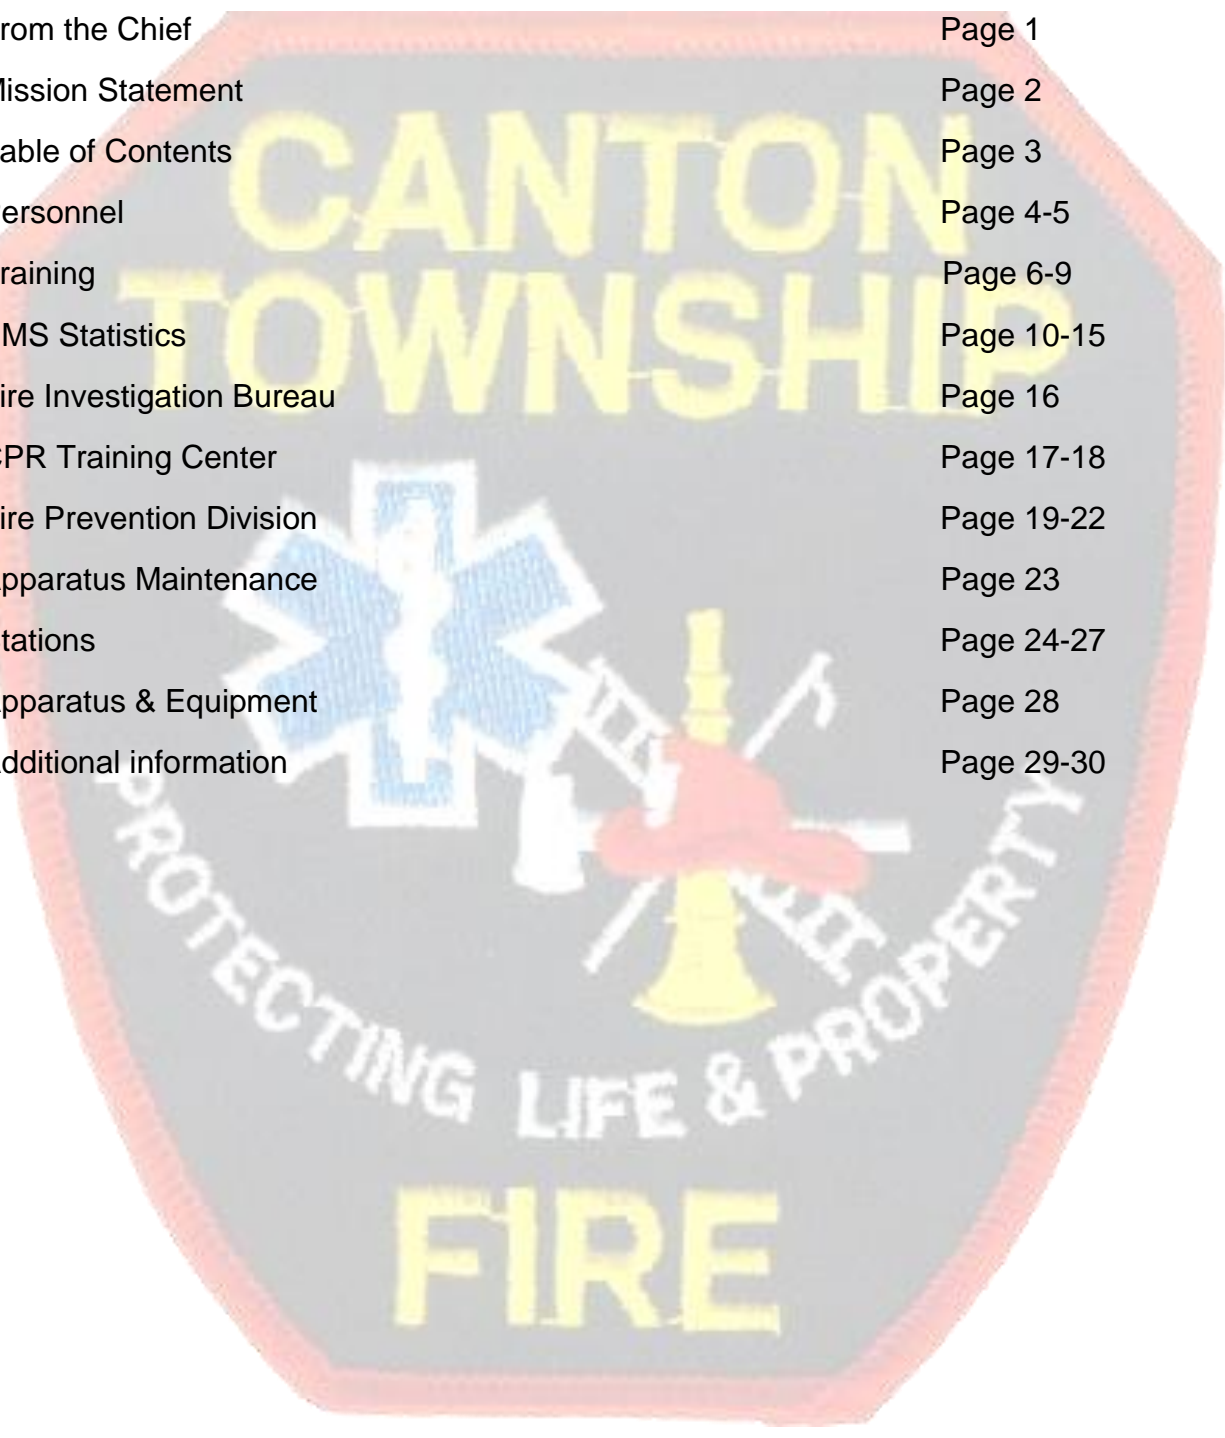 rom the Chief Page 1
Mission Statement Page 2
able of Contents Page 3
ersonnel Page 4-5
raining Page 6-9
MS Statistics Page 10-15
ire Investigation Bureau Page 16
CPR Training Center Page 17-18
ire Prevention Division Page 19-22
pparatus Maintenance Page 23
tations Page 24-27
pparatus & Equipment Page 28
dditional information Page 29-30
CANTON
TOWNSHIP
PROTECTING LIFE & PROPERTY
FIRE